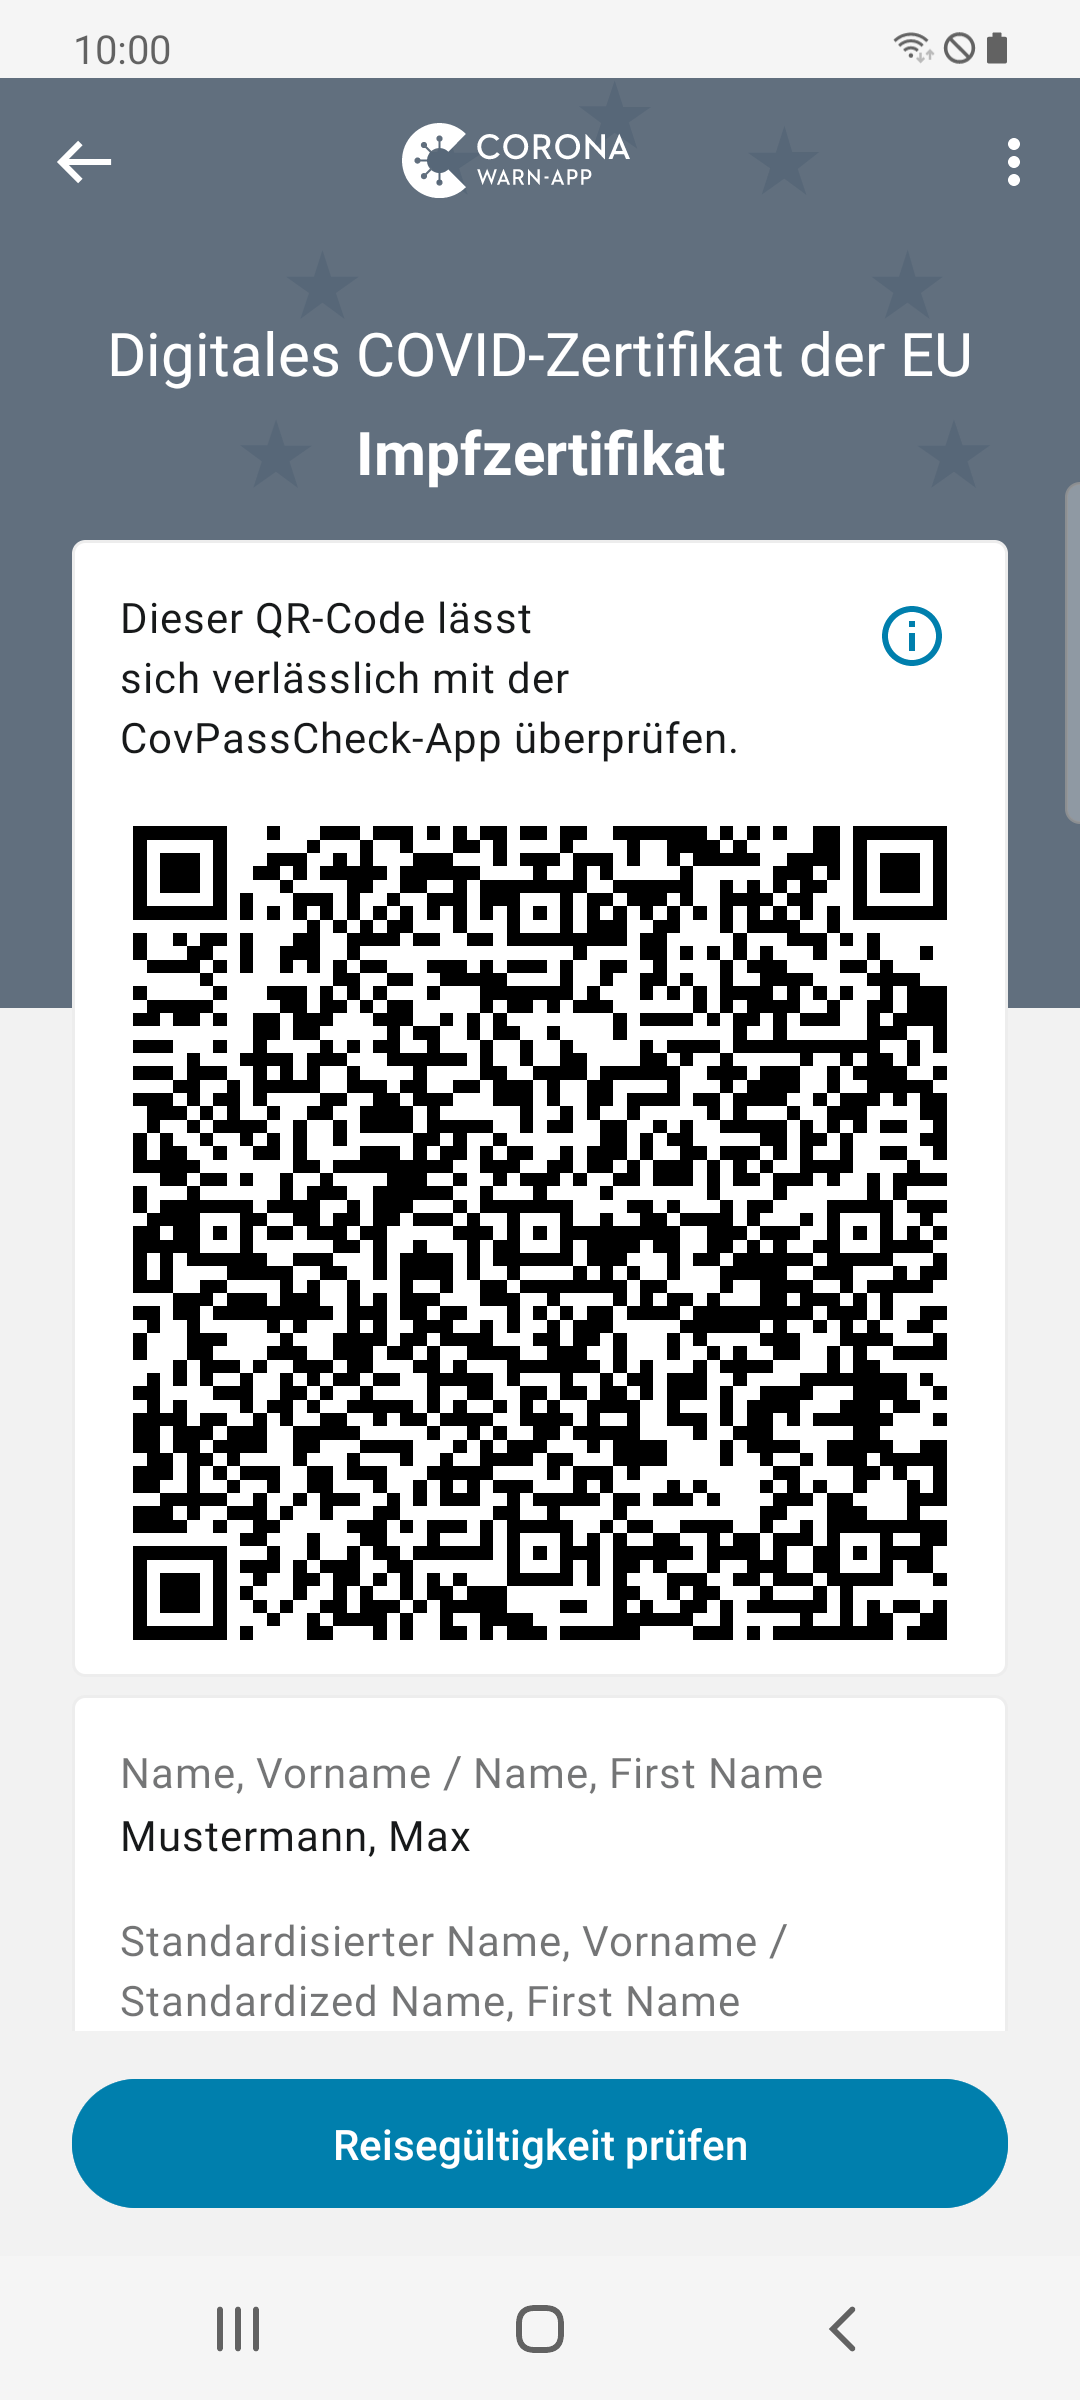 10:00
CORONA
WARN-APP
Digitales COVID-Zertifikat der EU
Impfzertifikat
Dieser QR-Code lässt
sich verlässlich mit der
CovPassCheck-App überprüfen.
Name, Vorname / Name, First Name
Mustermann, Max
Standardisierter Name, Vorname /
Standardized Name, First Name
Reisegültigkeit prüfen